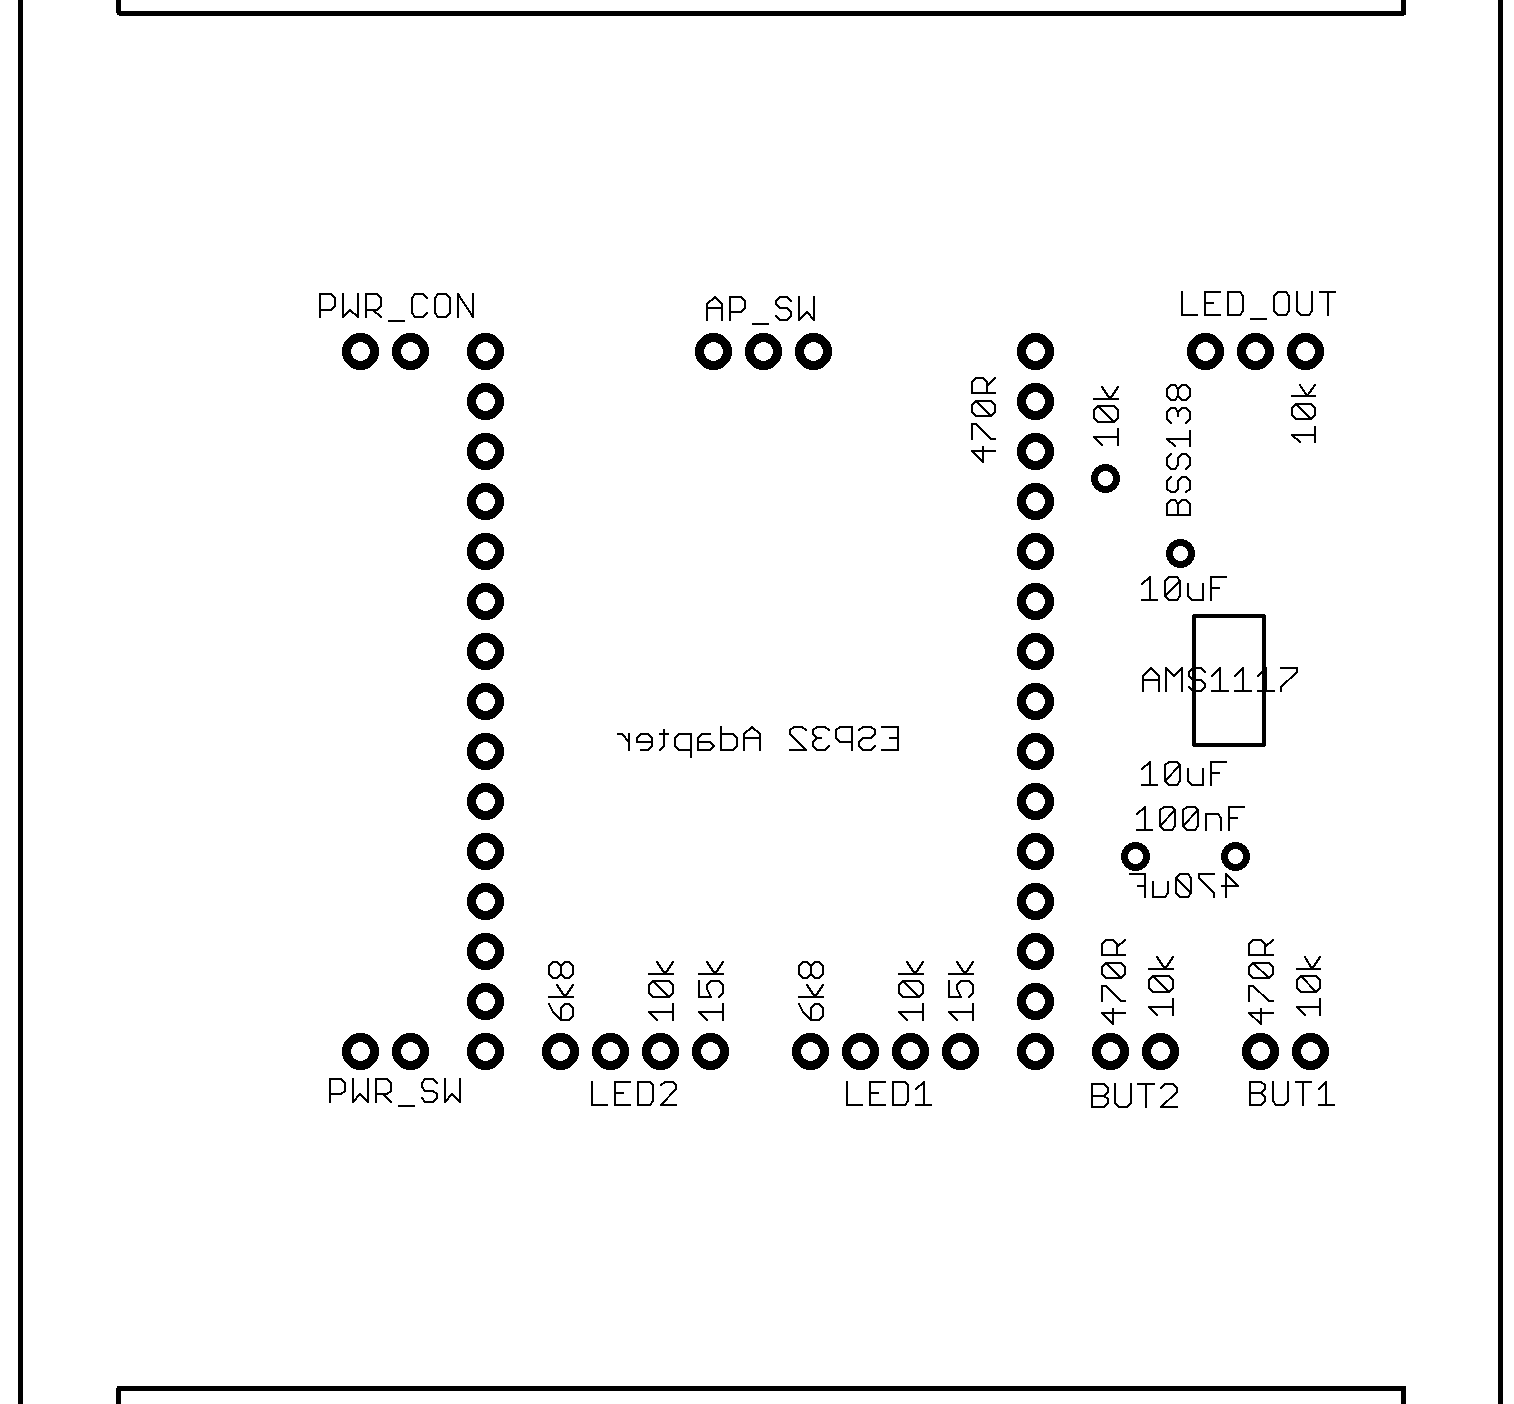 PWR_CON
AP_SW
LED_OUT
470R
10k
BSS138
10k
10uF
AMS1117
ESP32 Adapter
10uF
100nF
470uF
6k8
10k
15k
6k8
10k
15k
470R
10k
470R
10k
PWR_SW
LED2
LED1
BUT2
BUT1